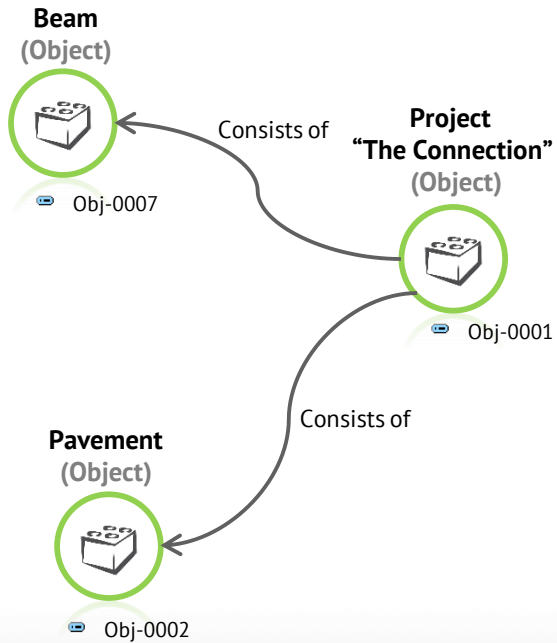 Beam
(Object)
Obj-0007
Consists of
Project
“The Connection”
(Object)
Obj-0001
Consists of
Pavement
(Object)
Obj-0002